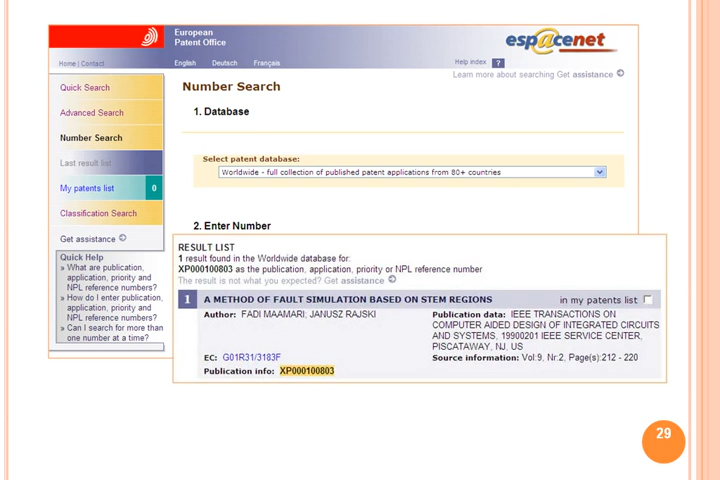 European
Patent Office
espacenet
Home | Contact
English Deutsch Français
Help index ?
Learn more about searching Get assistance
Quick Search
Advanced Search
Number Search
Last result list
My patents list 0
Classification Search
Get assistance
Quick Help
» What are publication,
application, priority and
NPL reference numbers?
» How do I enter publication,
application, priority and
NPL reference numbers?
» Can I search for more than
one number at a time?
Number Search
1. Database
Select patent database:
Worldwide - full collection of published patent applications from 80+ countries
2. Enter Number
RESULT LIST
1 result found in the Worldwide database for:
XP000100803 as the publication, application, priority or NPL reference number
The result is not what you expected? Get assistance
1 A METHOD OF FAULT SIMULATION BASED ON STEM REGIONS in my patents list
Author: FADI MAAMARI; JANUSZ RAJSKI
Publication data: IEEE TRANSACTIONS ON
COMPUTER AIDED DESIGN OF INTEGRATED CIRCUITS
AND SYSTEMS, 19900201 IEEE SERVICE CENTER,
PISCATAWAY, NJ, US
EC: G01R31/3183F
Source information: Vol:9, Nr:2, Page(s):212 - 220
Publication info: XP000100803
29